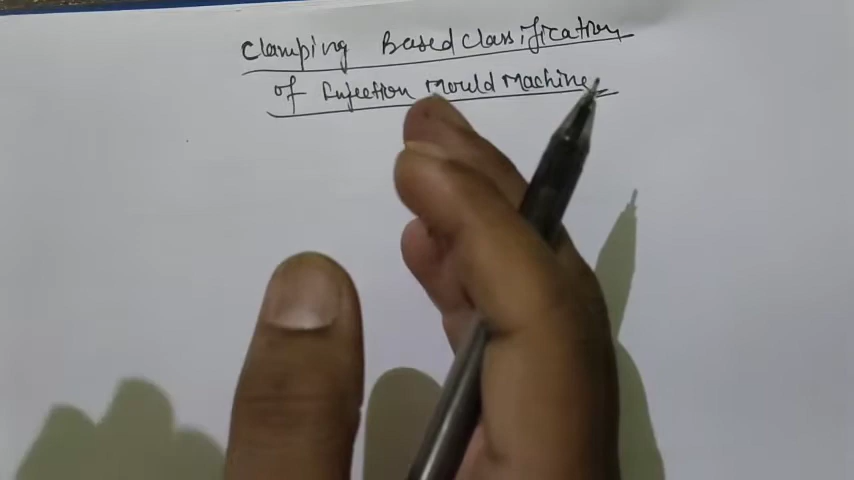 Clamping Based Classification
of Injection Mould Machine